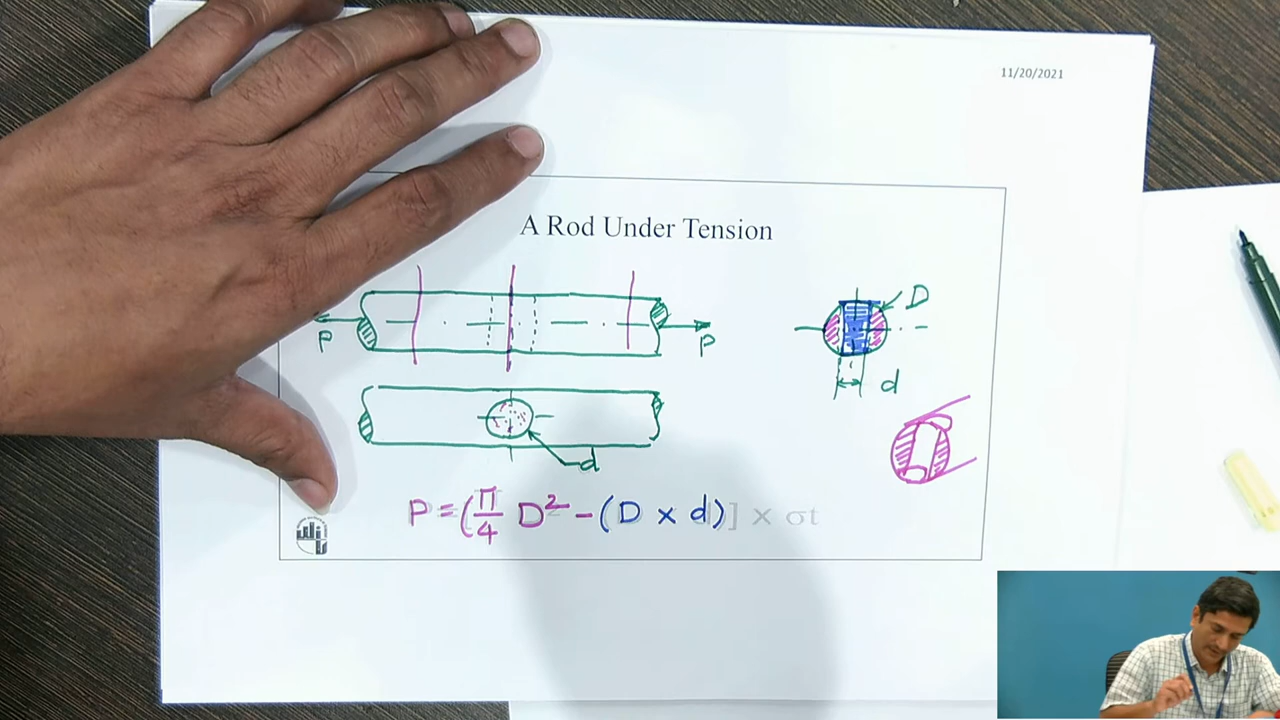 11/20/2021
A Rod Under Tension
D
P
P
d
d
P = ( π/4 D² - (D x d) ] × σt